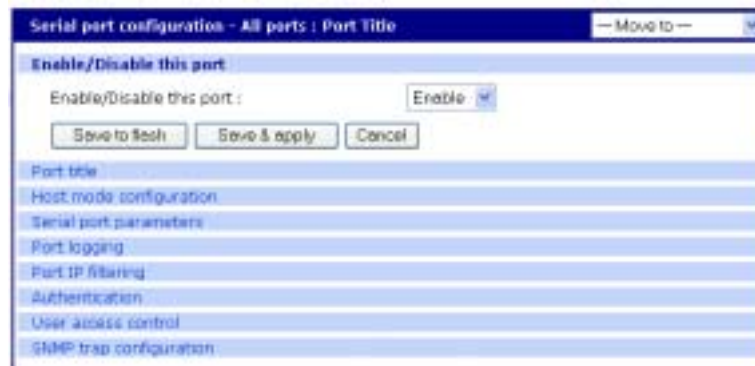 Serial port configuration - All ports : Port Title
--- Move to ---
Enable/Disable this port
Enable/Disable this port :
Enable
Save to flash
Save & apply
Cancel
Port title
Host mode configuration
Serial port parameters
Port logging
Port IP filtering
Authentication
User access control
SNMP trap configuration